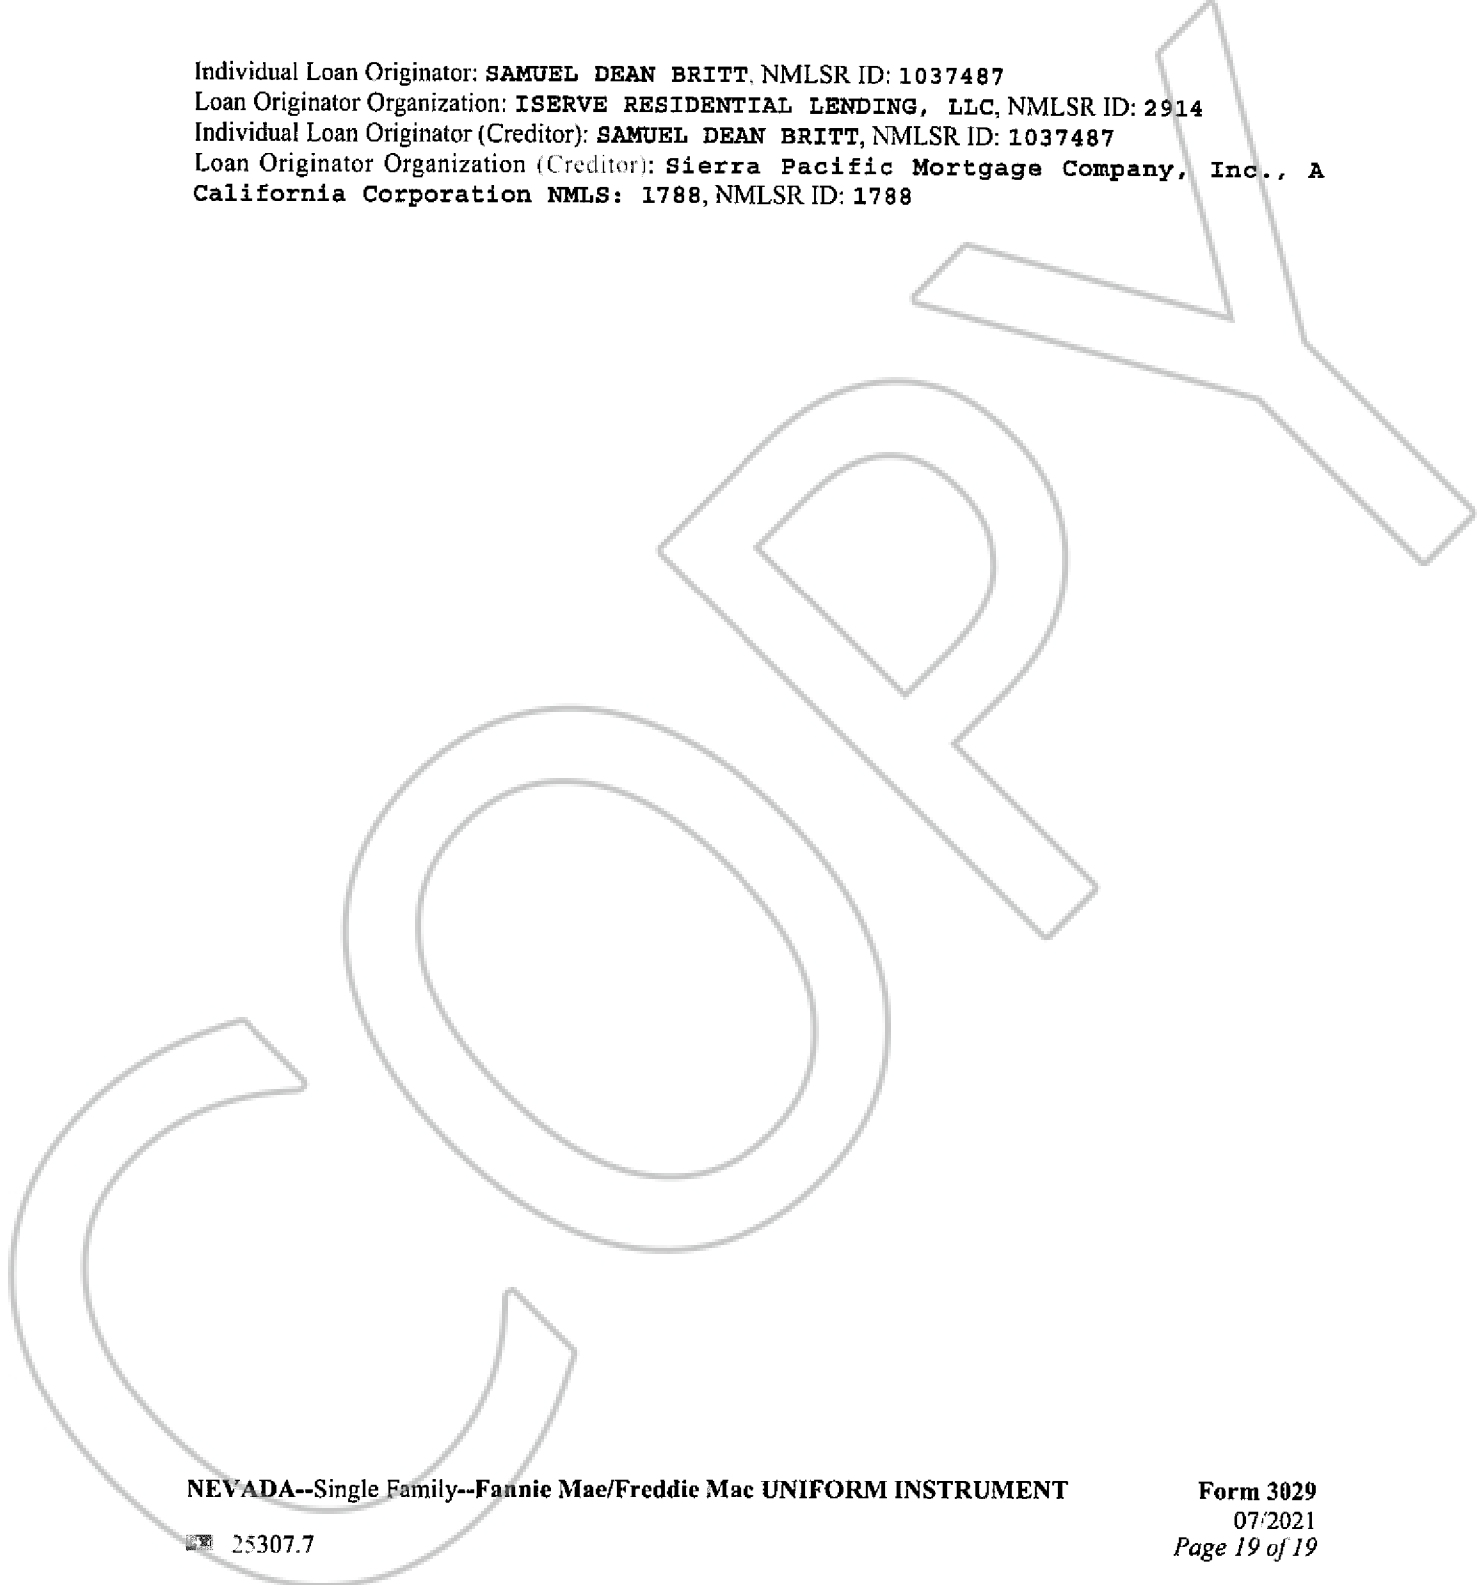 Individual Loan Originator: SAMUEL DEAN BRITT, NMLSR ID: 1037487
Loan Originator Organization: ISERVE RESIDENTIAL LENDING, LLC, NMLSR ID: 2914
Individual Loan Originator (Creditor): SAMUEL DEAN BRITT, NMLSR ID: 1037487
Loan Originator Organization (Creditor): Sierra Pacific Mortgage Company, Inc., A
California Corporation NMLS: 1788, NMLSR ID: 1788
COPY
NEVADA--Single Family--Fannie Mae/Freddie Mac UNIFORM INSTRUMENT Form 3029
07/2021
25307.7 Page 19 of 19